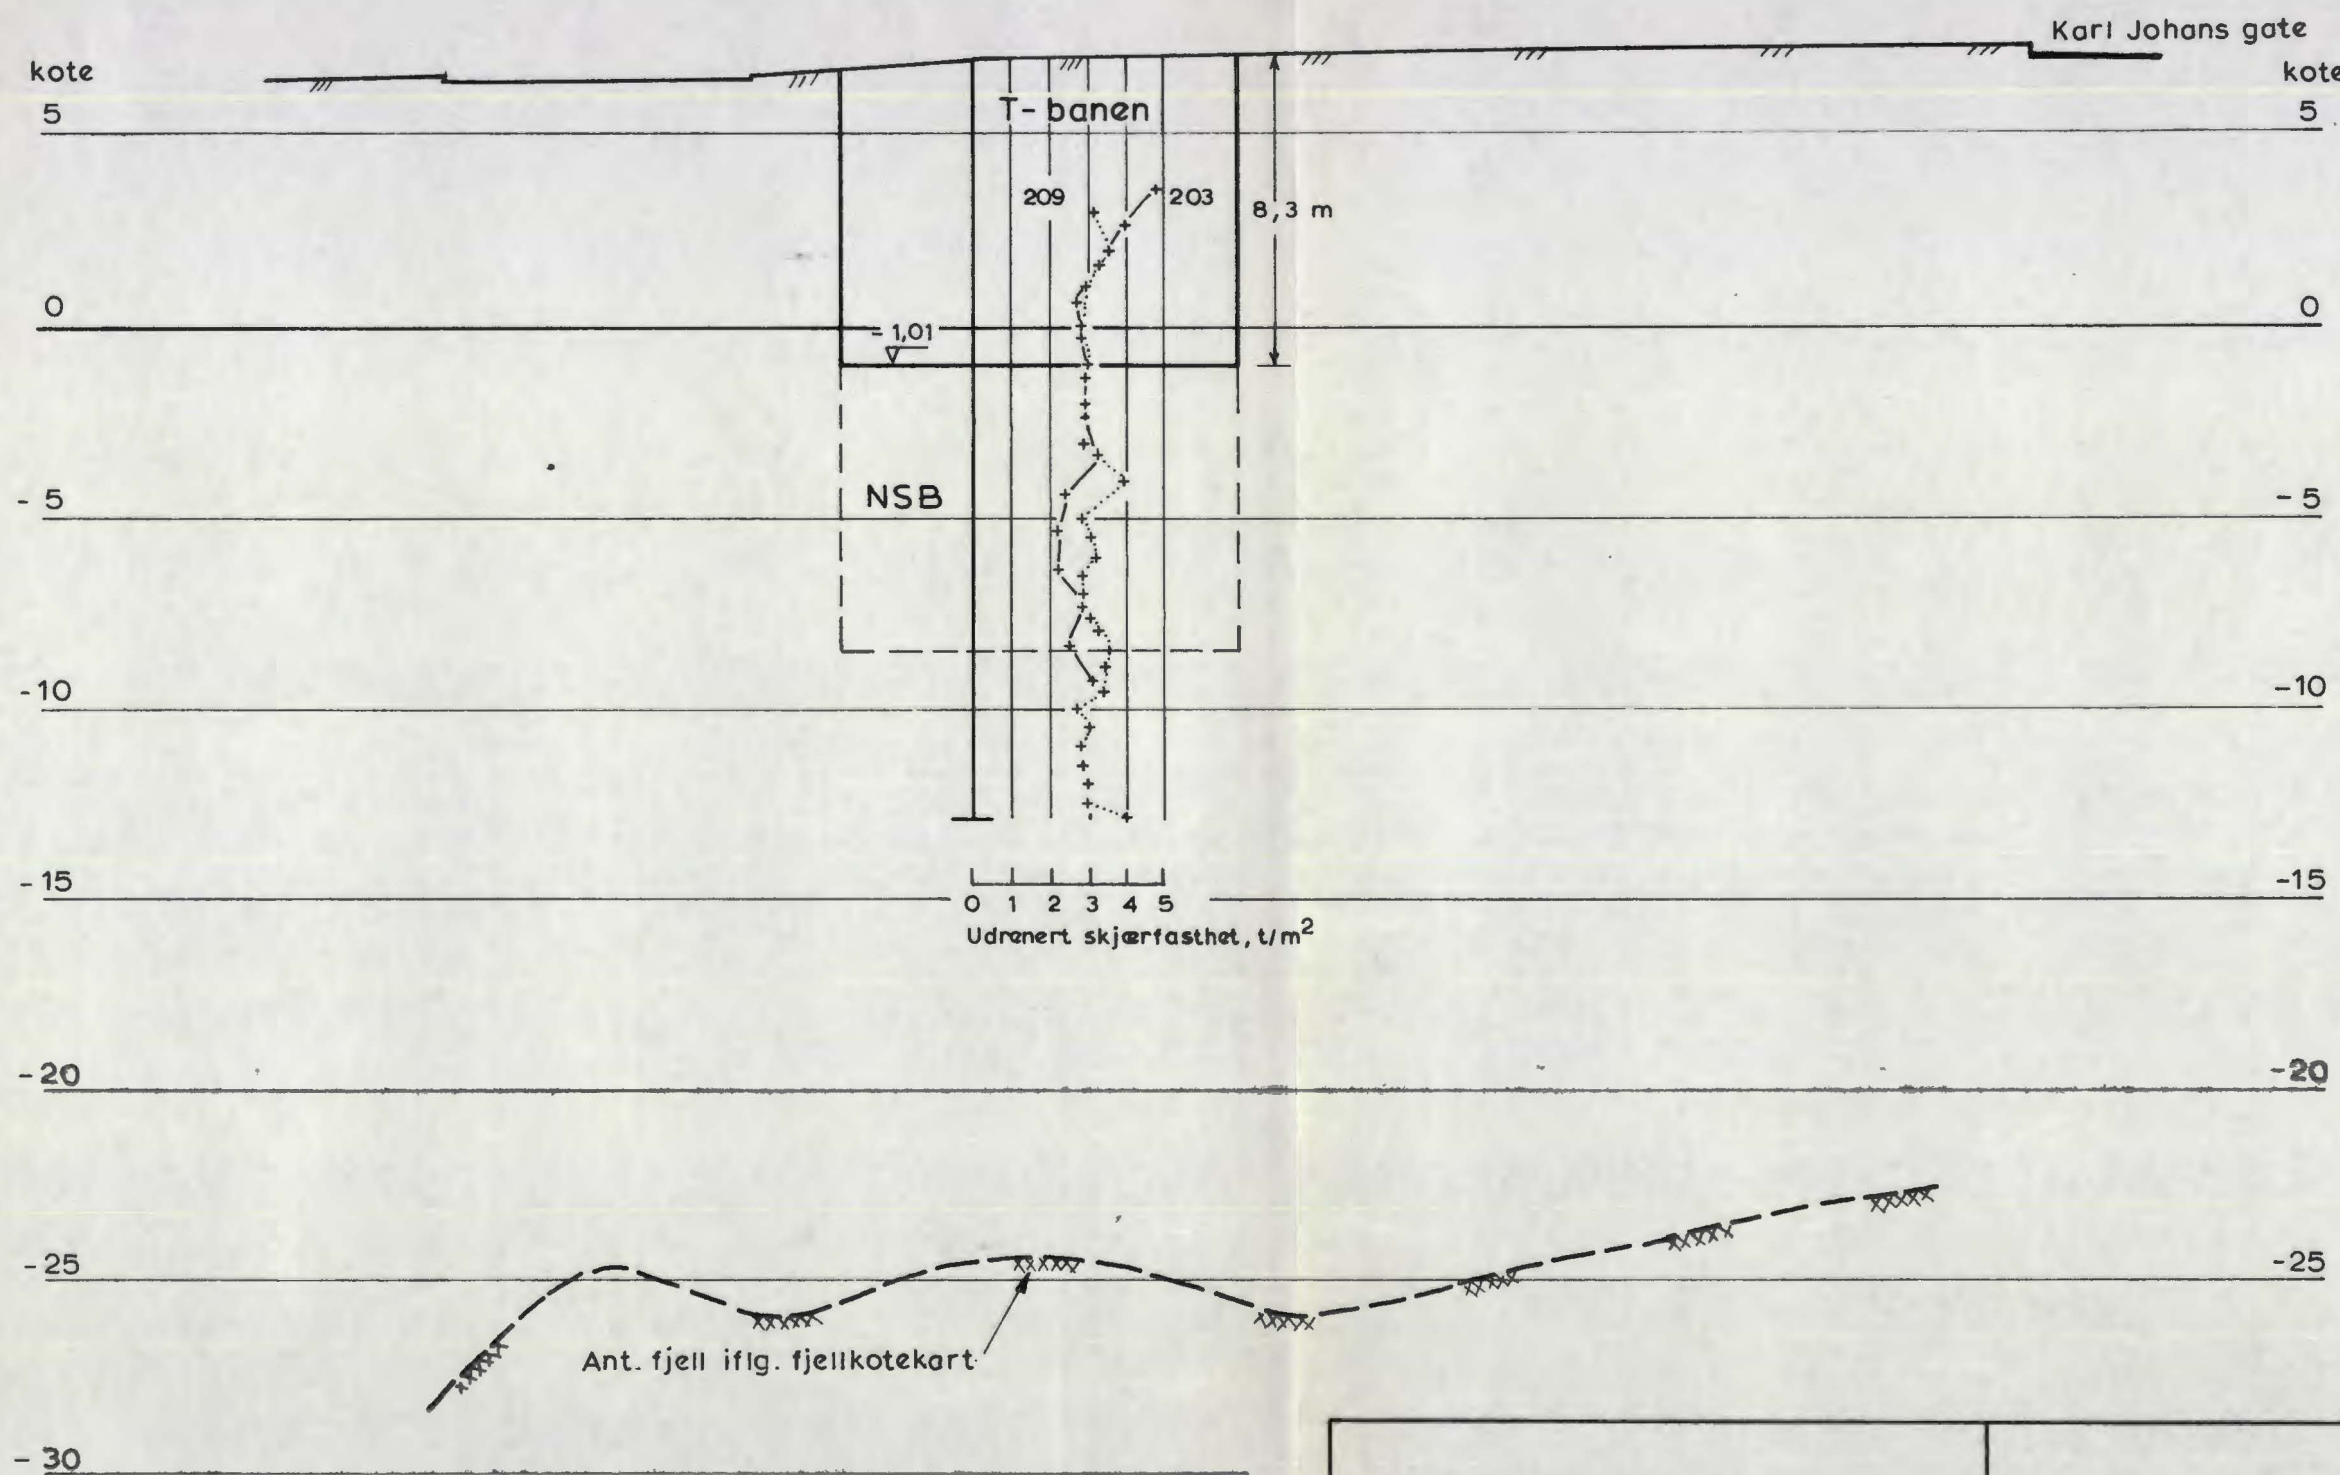 Karl Johans gate
kote
kote
5
5
T-banen
209
203
8,3 m
0
0
- 1,01
- 5
NSB
- 5
-10
-10
-15
-15
0 1 2 3 4 5
Udrenert skjærfasthet, t/m²
-20
-20
-25
-25
Ant. fjell iflg. fjellkotekart
- 30